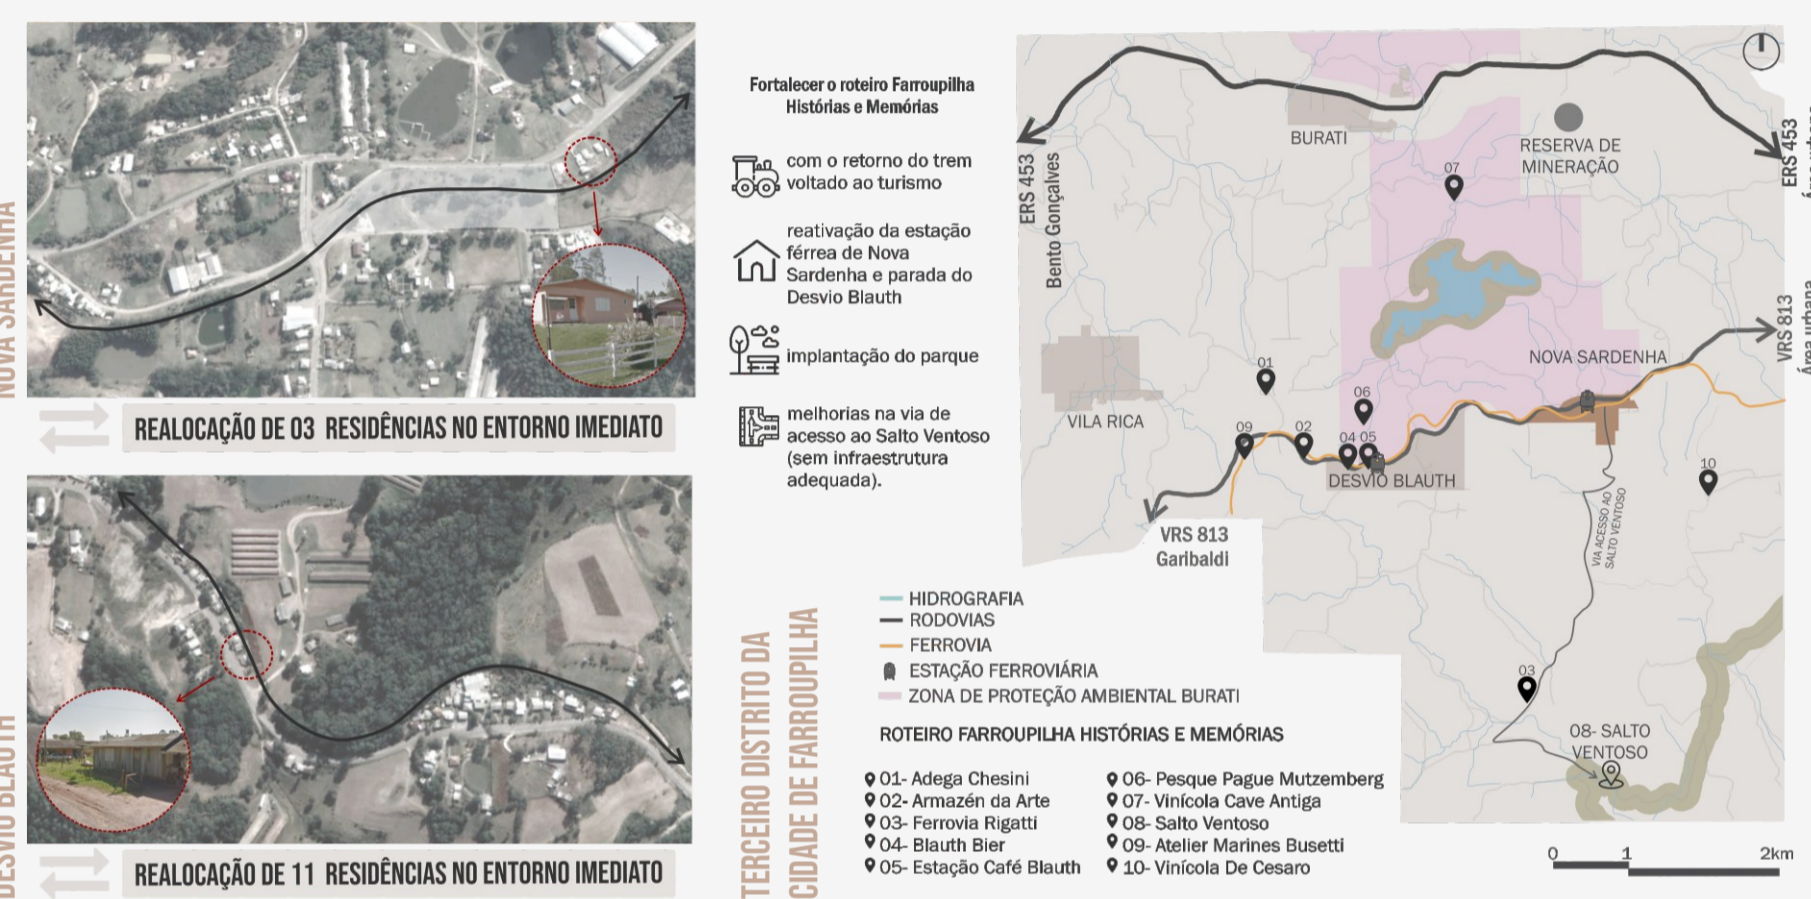 NOVA SARDENHA
REALOCAÇÃO DE 03 RESIDÊNCIAS NO ENTORNO IMEDIATO
DESVIO BLAUTH
REALOCAÇÃO DE 11 RESIDÊNCIAS NO ENTORNO IMEDIATO
Fortalecer o roteiro Farroupilha
Histórias e Memórias
com o retorno do trem
voltado ao turismo
reativação da estação
férrea de Nova
Sardenha e parada do
Desvio Blauth
implantação do parque
melhorias na via de
acesso ao Salto Ventoso
(sem infraestrutura
adequada).
TERCEIRO DISTRITO DA
CIDADE DE FARROUPILHA
ERS 453
Bento Gonçalves
BURATI
RESERVA DE
MINERAÇÃO
ERS 453
07
VRS 813
Área urbana
NOVA SARDENHA
01
06
VILA RICA
09
02
04
05
DESVIO BLAUTH
10
VRS 813
Garibaldi
VIA ACESSO AO
SALTO VENTOSO
03
08- SALTO
VENTOSO
HIDROGRAFIA
RODOVIAS
FERROVIA
ESTAÇÃO FERROVIÁRIA
ZONA DE PROTEÇÃO AMBIENTAL BURATI
ROTEIRO FARROUPILHA HISTÓRIAS E MEMÓRIAS
01- Adega Chesini
02- Armazén da Arte
03- Ferrovia Rigatti
04- Blauth Bier
05- Estação Café Blauth
06- Pesque Pague Mutzemberg
07- Vinícola Cave Antiga
08- Salto Ventoso
09- Atelier Marines Busetti
10- Vinícola De Cesaro
0 1 2km